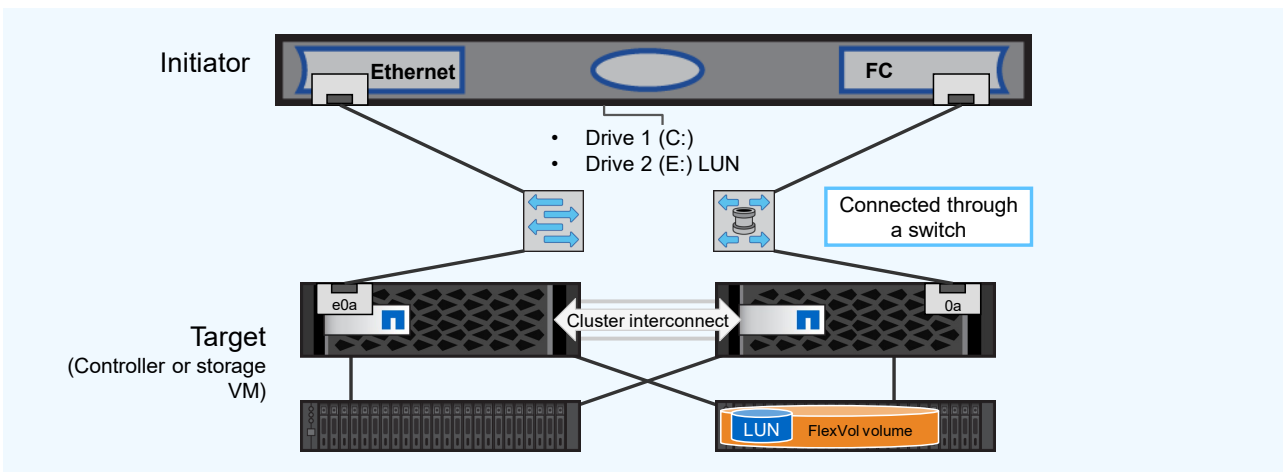 Initiator
Ethernet
FC
• Drive 1 (C:)
• Drive 2 (E:) LUN
Connected through
a switch
e0a
0a
Cluster interconnect
Target
(Controller or storage
VM)
LUN
FlexVol volume